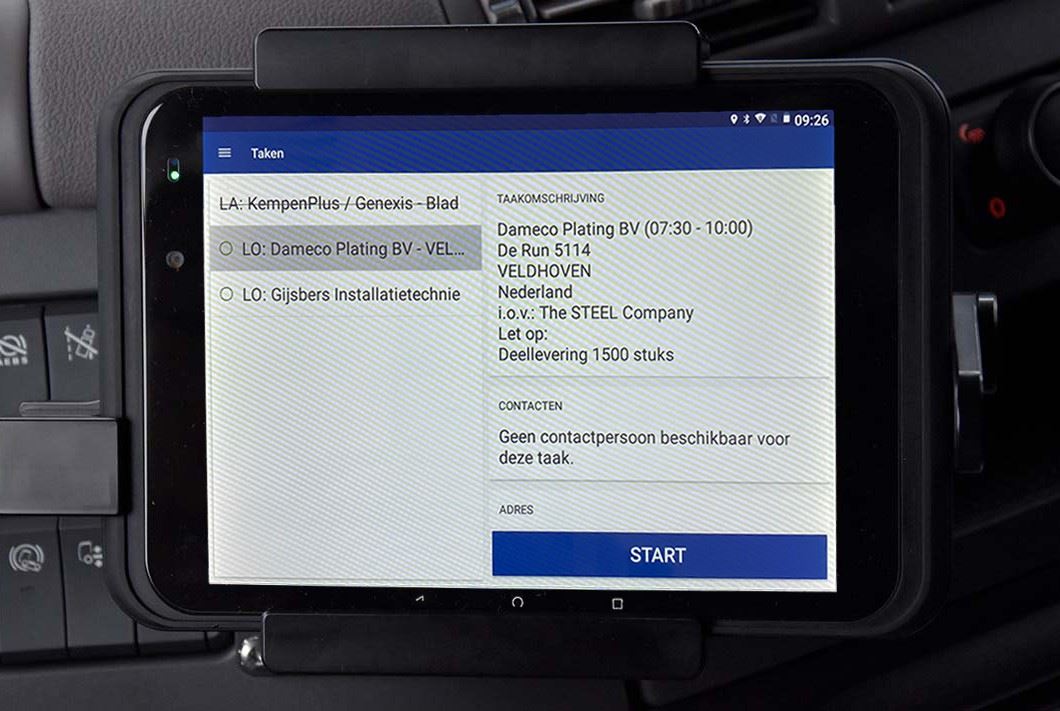 09:26
Taken
LA: KempenPlus / Genexis - Blad
LO: Dameco Plating BV - VEL...
LO: Gijsbers Installatietechnie
TAAKOMSCHRIJVING
Dameco Plating BV (07:30 - 10:00)
De Run 5114
VELDHOVEN
Nederland
i.o.v.: The STEEL Company
Let op:
Deellevering 1500 stuks
CONTACTEN
Geen contactpersoon beschikbaar voor
deze taak.
ADRES
START
AEBS